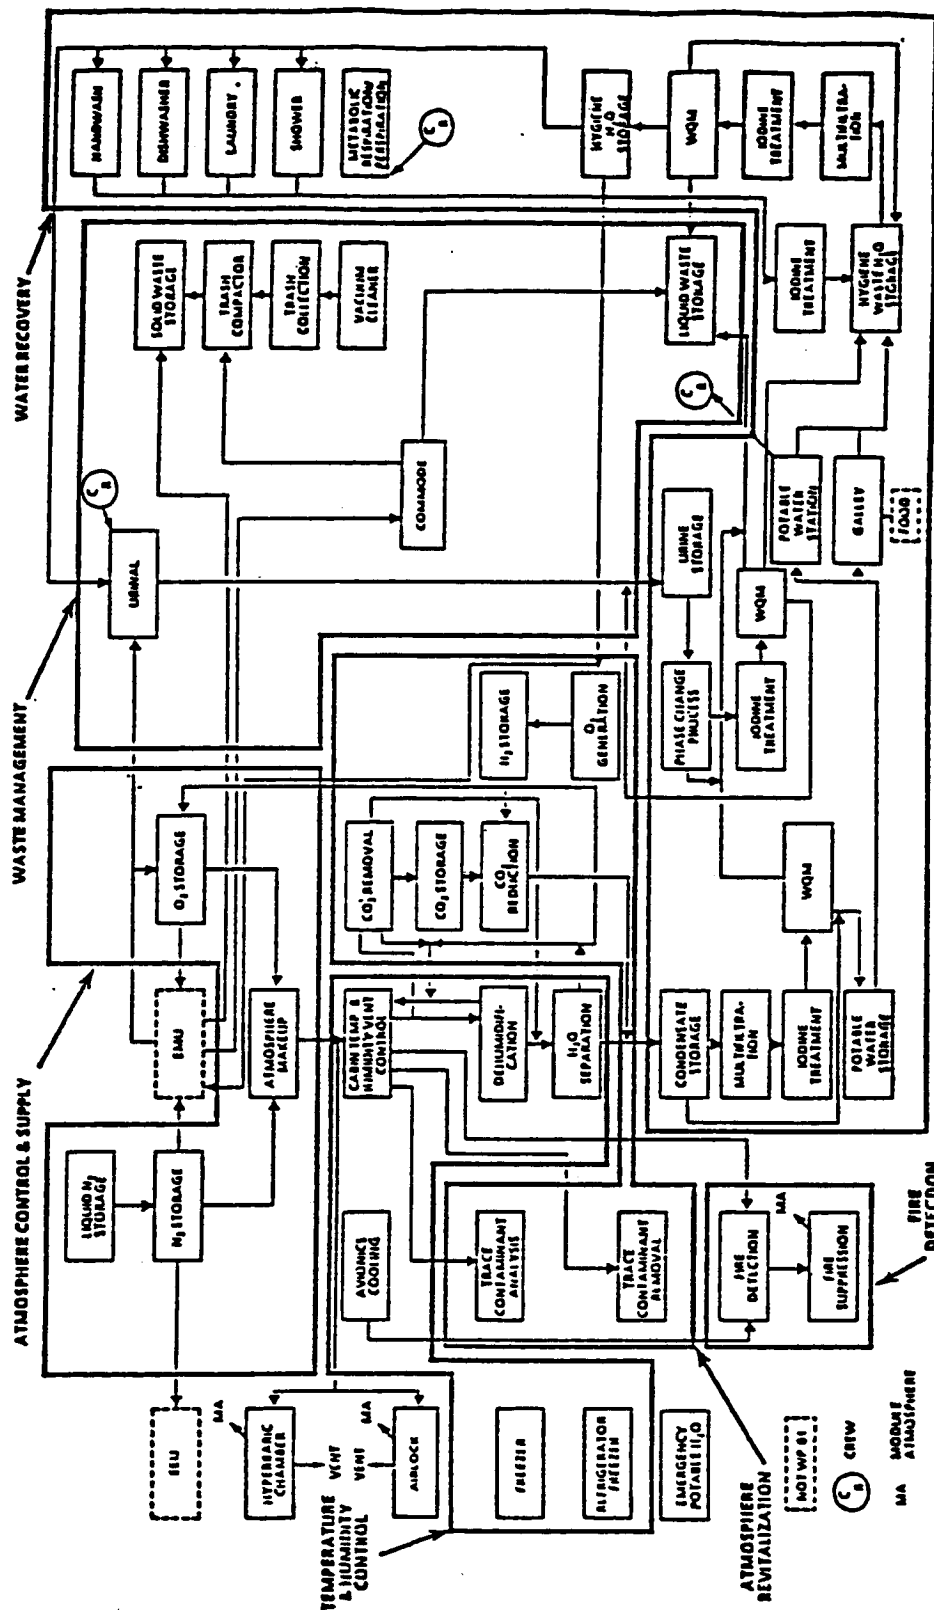 WATER RECOVERY
HANDWASH
DISHWASHER
LAUNDRY
SHOWER
METABOLIC
RESPIRATION/
PERSPIRATION
HYGIENE
H₂O
STORAGE
WQM
IODINE
TREATMENT
MULTIFILTRA-
TION
IODINE
TREATMENT
HYGIENE
WASTE H₂O
STORAGE
WASTE MANAGEMENT
SOLID WASTE
STORAGE
TRASH
COMPACTOR
TRASH
COLLECTION
VACUUM
CLEANER
LIQUID WASTE
STORAGE
URINAL
COMMODE
URINE
STORAGE
PHASE CHANGE
PROCESS
IODINE
TREATMENT
WQM
POTABLE
WATER
STATION
GALLEY
FOOD
WQM
CONDENSATE
STORAGE
MULTIFILTRA-
TION
IODINE
TREATMENT
POTABLE
WATER
STORAGE
ATMOSPHERE CONTROL & SUPPLY
O₂ STORAGE
EMU
ATMOSPHERE
MAKEUP
LIQUID N₂
STORAGE
N₂ STORAGE
H₂ STORAGE
O₂
GENERATION
CO₂ REMOVAL
CO₂ STORAGE
CO₂
REDUCTION
CABIN TEMP &
HUMIDITY VENT
CONTROL
DEHUMIDIFI-
CATION
H₂O
SEPARATION
AVIONICS
COOLING
TRACE
CONTAMINANT
ANALYSIS
TRACE
CONTAMINANT
REMOVAL
FIRE
DETECTION
MA
FIRE
SUPPRESSION
FIRE
DETECTION
MA
HYPERBARIC
CHAMBER
VENT
VENT
MA
AIRLOCK
TEMPERATURE
& HUMIDITY
CONTROL
FREEZER
REFRIGERATOR
FREEZER
EMERGENCY
POTABLE H₂O
ATMOSPHERE
REVITALIZATION
NOT WP 01
CREW
MA
MODULE
ATMOSPHERE